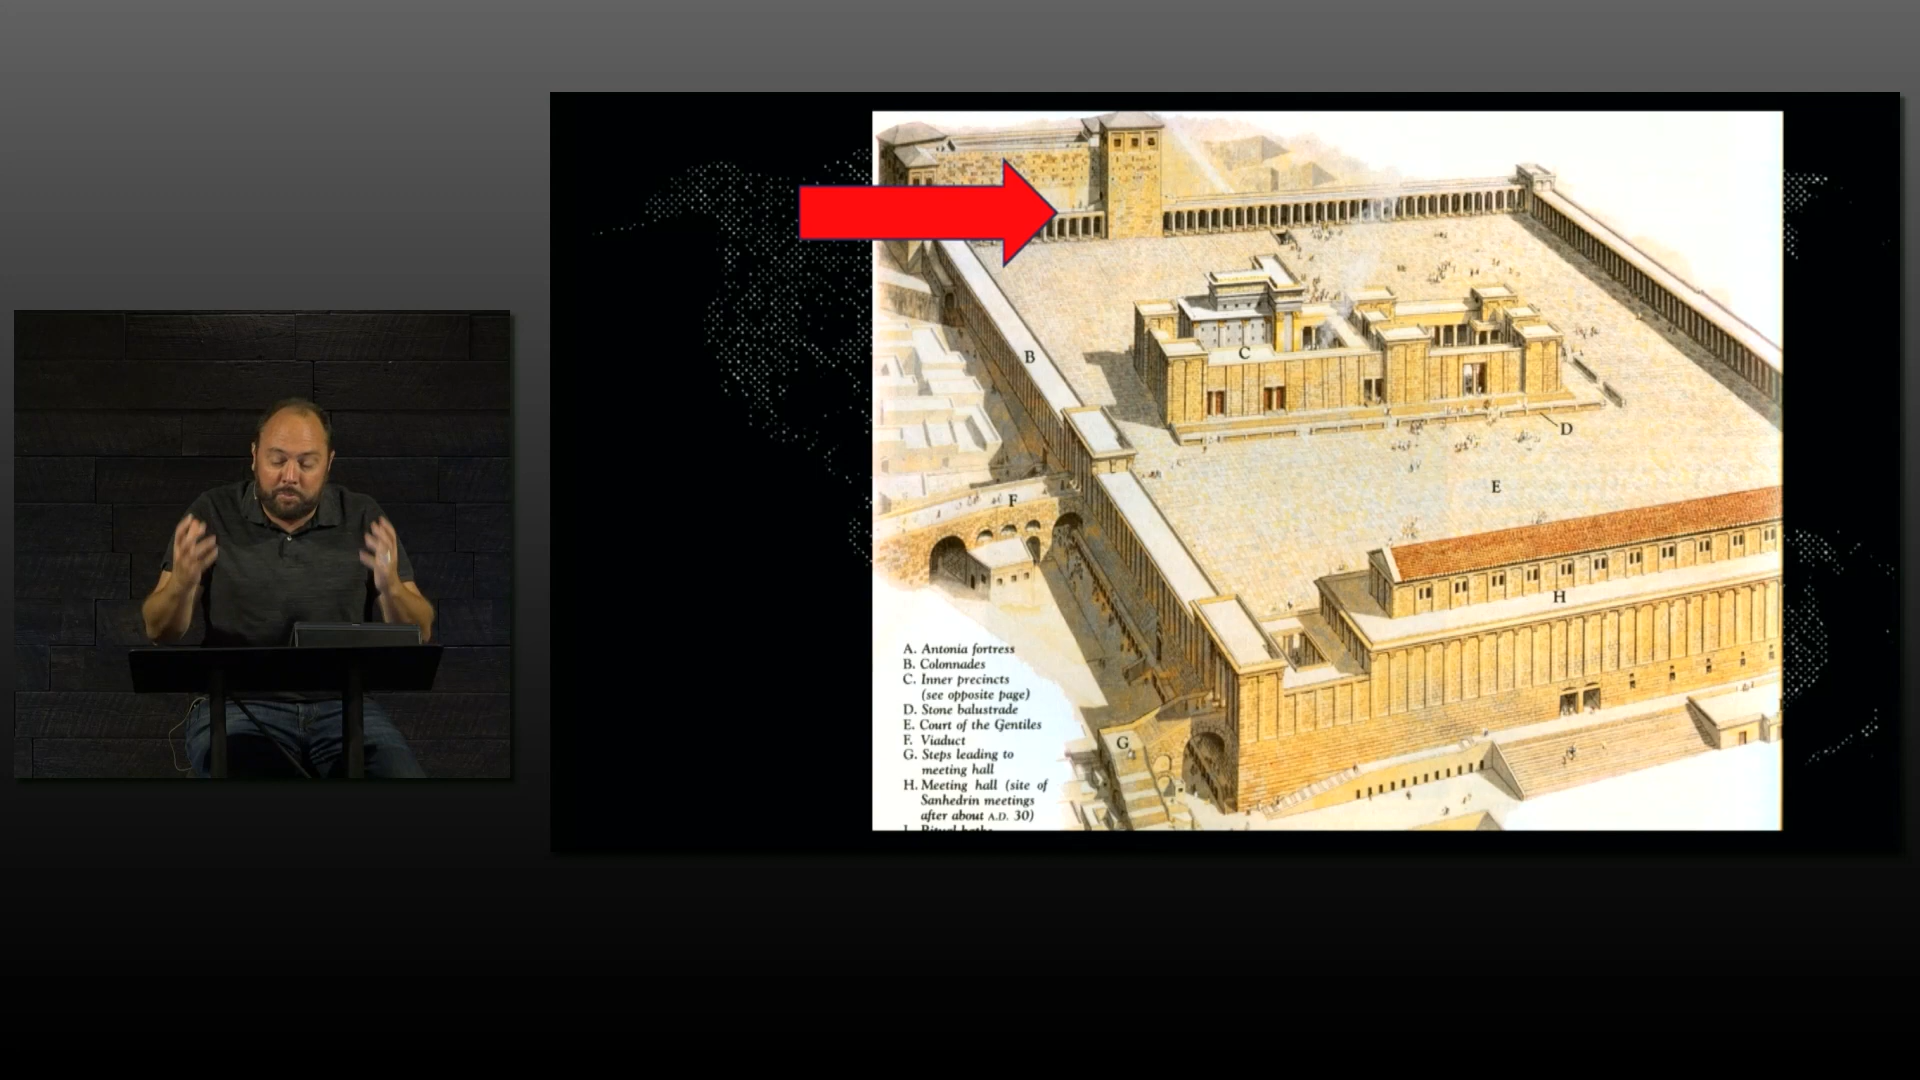 B
C
D
E
F
H
G
A. Antonia fortress
B. Colonnades
C. Inner precincts
(see opposite page)
D. Stone balustrade
E. Court of the Gentiles
F. Viaduct
G. Steps leading to
meeting hall
H. Meeting hall (site of
Sanhedrin meetings
after about A.D. 30)